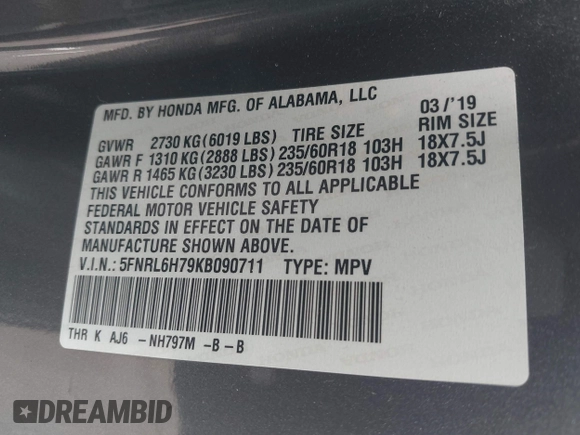 MFD. BY HONDA MFG. OF ALABAMA, LLC 03/'19
GVWR 2730 KG(6019 LBS) TIRE SIZE RIM SIZE
GAWR F 1310 KG(2888 LBS) 235/60R18 103H 18X7.5J
GAWR R 1465 KG(3230 LBS) 235/60R18 103H 18X7.5J
THIS VEHICLE CONFORMS TO ALL APPLICABLE
FEDERAL MOTOR VEHICLE SAFETY
STANDARDS IN EFFECT ON THE DATE OF
MANUFACTURE SHOWN ABOVE.
V.I.N.: 5FNRL6H79KB090711 TYPE: MPV
THR K AJ6 -NH797M -B-B
DREAMBID